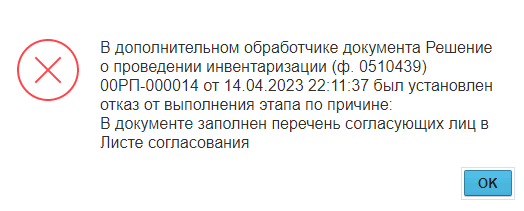 В дополнительном обработчике документа Решение
о проведении инвентаризации (ф. 0510439)
00РП-000014 от 14.04.2023 22:11:37 был установлен
отказ от выполнения этапа по причине:
В документе заполнен перечень согласующих лиц в
Листе согласования
OK